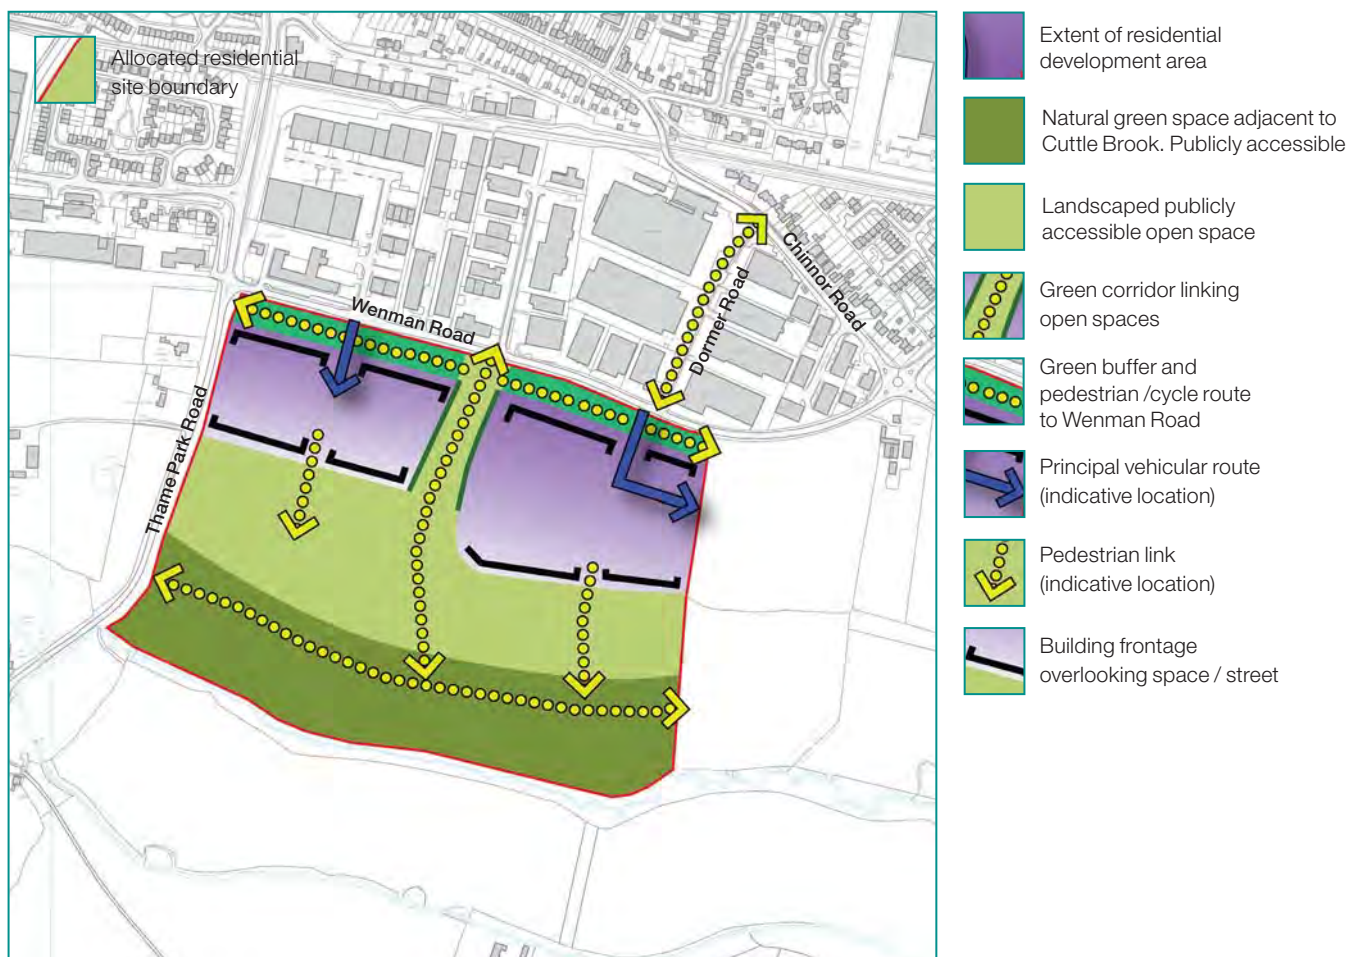 Allocated residential
site boundary
Wenman Road
Dormer Road
Chinnor Road
Thame Park Road
Extent of residential
development area
Natural green space adjacent to
Cuttle Brook. Publicly accessible
Landscaped publicly
accessible open space
Green corridor linking
open spaces
Green buffer and
pedestrian /cycle route
to Wenman Road
Principal vehicular route
(indicative location)
Pedestrian link
(indicative location)
Building frontage
overlooking space / street